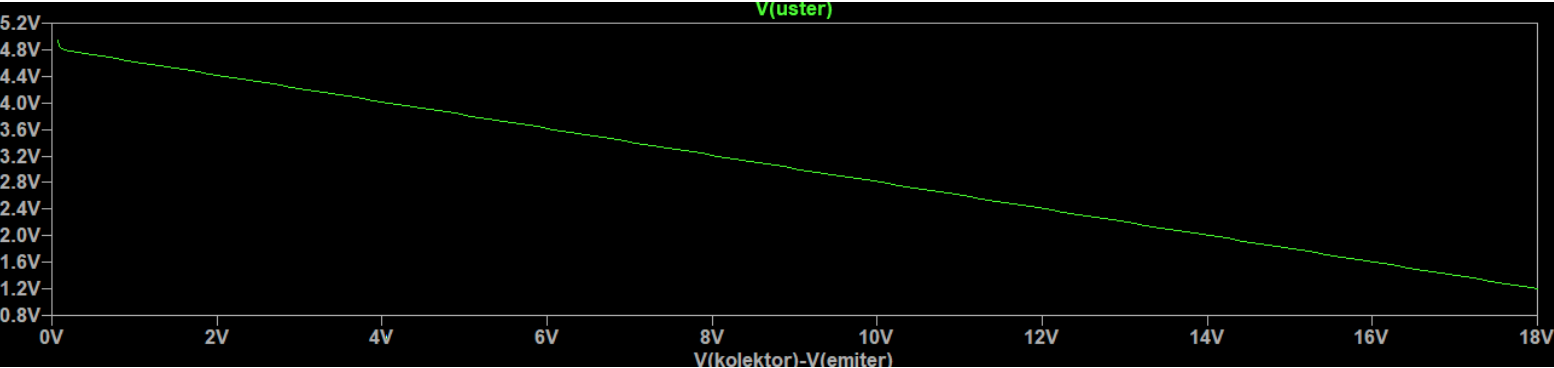 V(uster)
5.2V
4.8V
4.4V
4.0V
3.6V
3.2V
2.8V
2.4V
2.0V
1.6V
1.2V
0.8V
0V 2V 4V 6V 8V 10V 12V 14V 16V 18V
V(kolektor)-V(emiter)